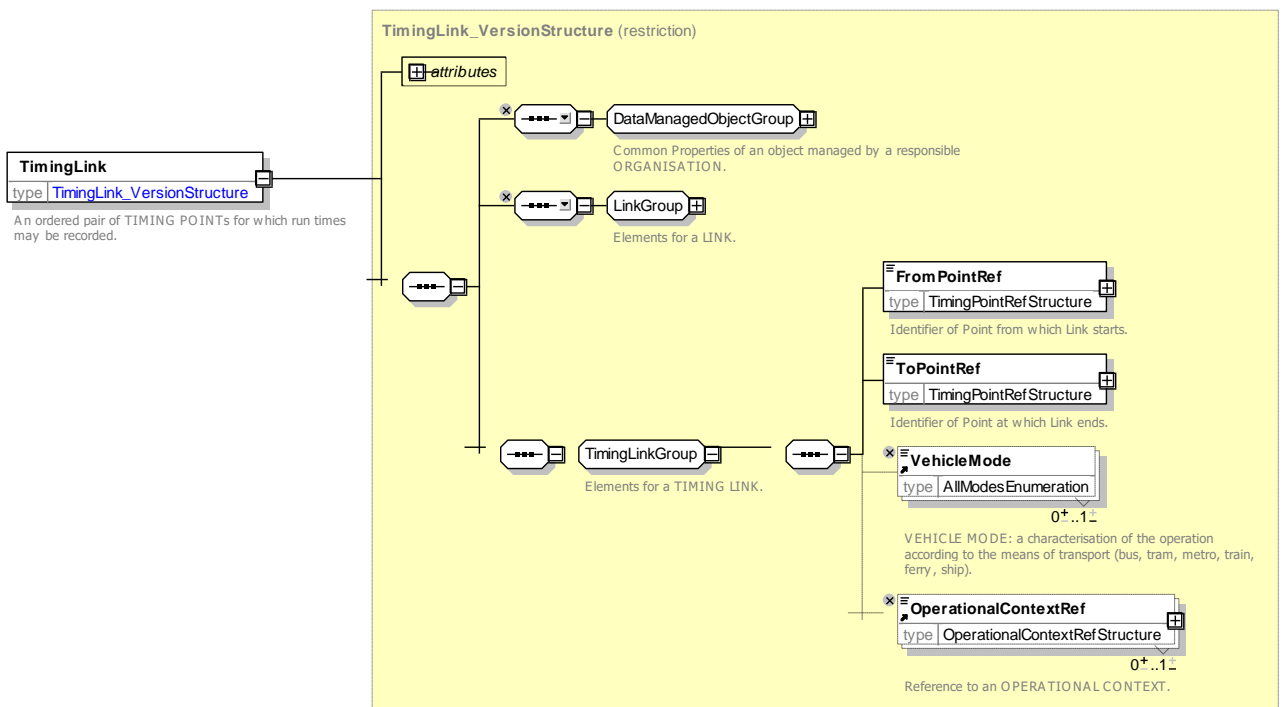 TimingLink_VersionStructure (restriction)
attributes
DataManagedObjectGroup
Common Properties of an object managed by a responsible
ORGANISATION.
TimingLink
type TimingLink_VersionStructure
An ordered pair of TIMING POINTs for which run times
may be recorded.
LinkGroup
Elements for a LINK.
FromPointRef
type TimingPointRefStructure
Identifier of Point from which Link starts.
ToPointRef
type TimingPointRefStructure
Identifier of Point at which Link ends.
TimingLinkGroup
Elements for a TIMING LINK.
VehicleMode
type AllModesEnumeration
0..1
VEHICLE MODE: a characterisation of the operation
according to the means of transport (bus, tram, metro, train,
ferry, ship).
OperationalContextRef
type OperationalContextRefStructure
0..1
Reference to an OPERATIONAL CONTEXT.